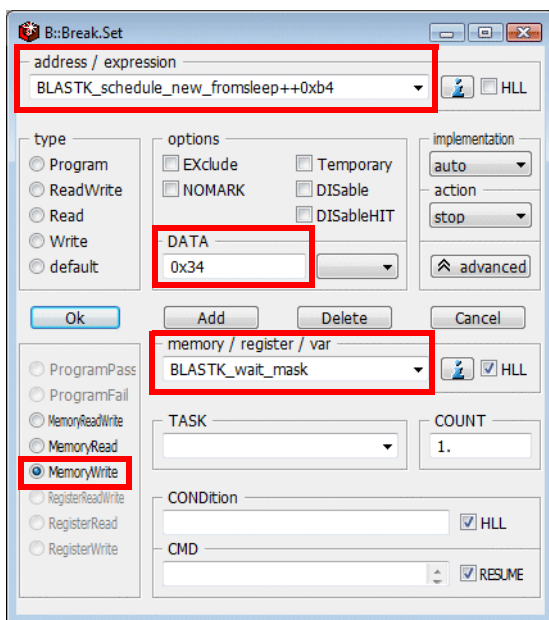 B::Break.Set
address / expression
BLASTK_schedule_new_fromsleep++0xb4
HLL
type
Program
ReadWrite
Read
Write
default
options
EXclude
Temporary
NOMARK
DISable
DISableHIT
DATA
0x34
implementation
auto
action
stop
advanced
Ok
Add
Delete
Cancel
ProgramPass
ProgramFail
MemoryReadWrite
MemoryRead
MemoryWrite
RegisterReadWrite
RegisterRead
RegisterWrite
memory / register / var
BLASTK_wait_mask
HLL
TASK
COUNT
1.
CONDition
HLL
CMD
RESUME